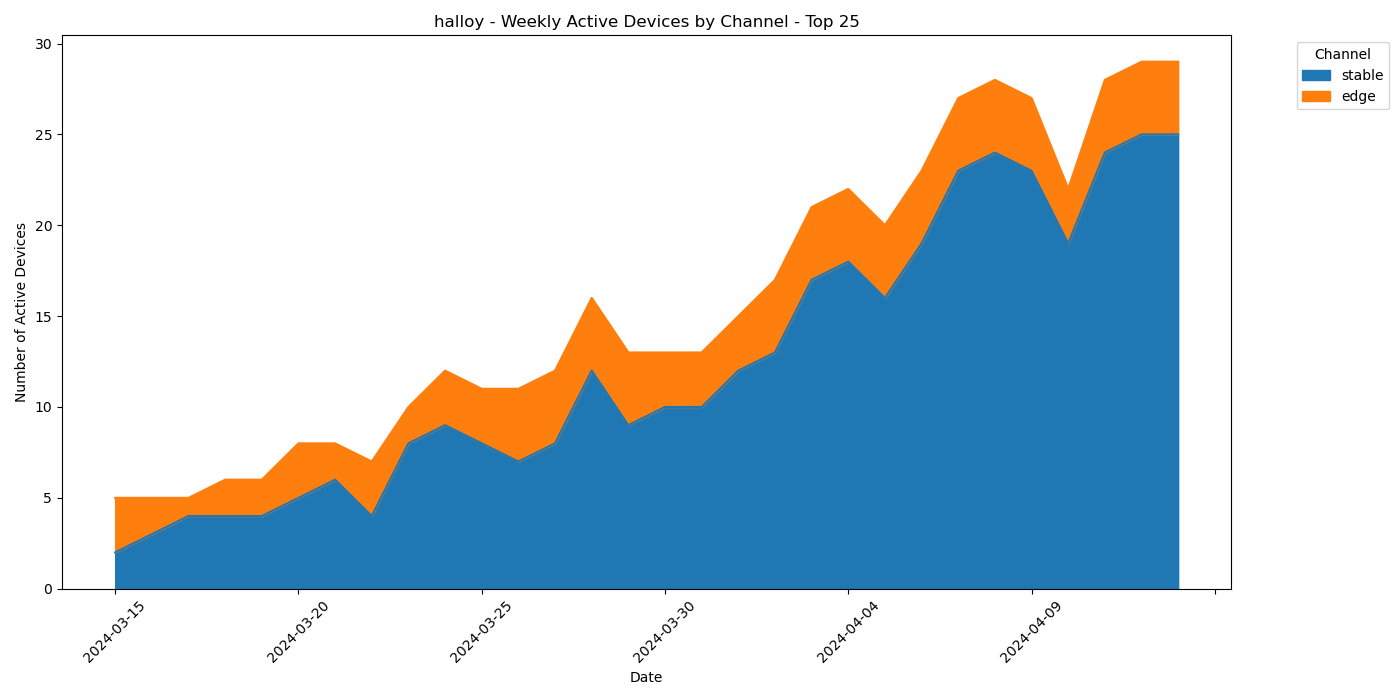 halloy - Weekly Active Devices by Channel - Top 25
Channel
stable
edge
30
25
20
15
10
5
0
Number of Active Devices
2024-03-15
2024-03-20
2024-03-25
2024-03-30
2024-04-04
2024-04-09
Date